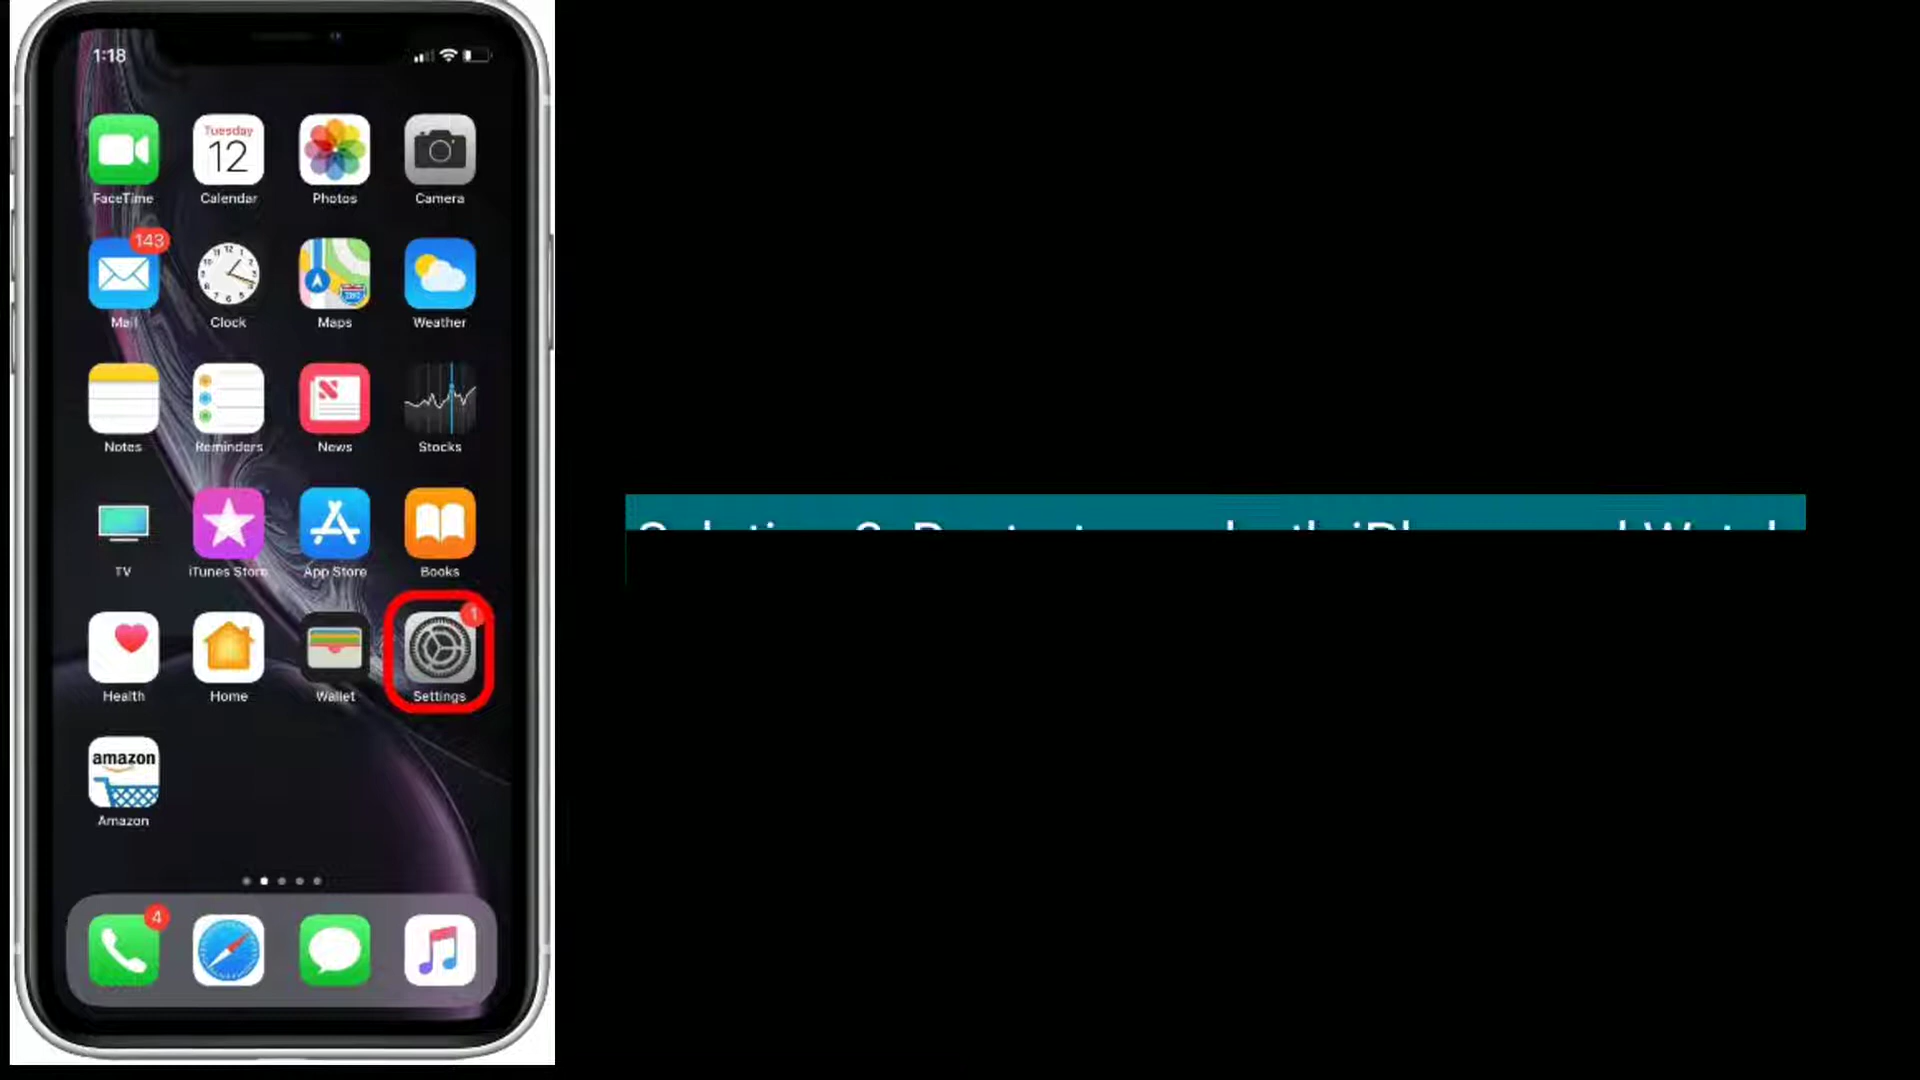 1:18
Tuesday
12
FaceTime Calendar Photos Camera
143
12
Mail Clock Maps Weather
Notes Reminders News Stocks
TV iTunes Store App Store Books
1
Health Home Wallet Settings
amazon
Amazon
4